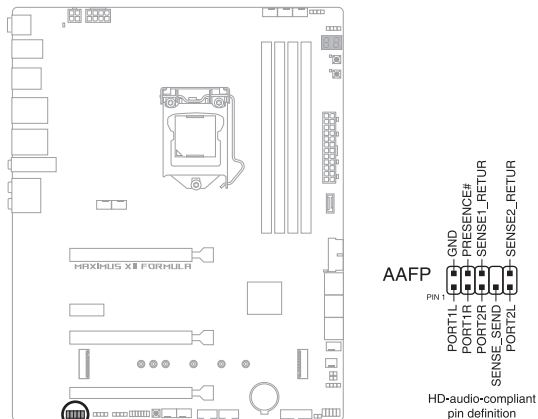 MAXIMUS XII FORMULA
AAFP
PIN 1
GND
PRESENCE#
SENSE1_RETUR
SENSE2_RETUR
PORT1L
PORT1R
PORT2R
SENSE_SEND
PORT2L
HD-audio-compliant
pin definition